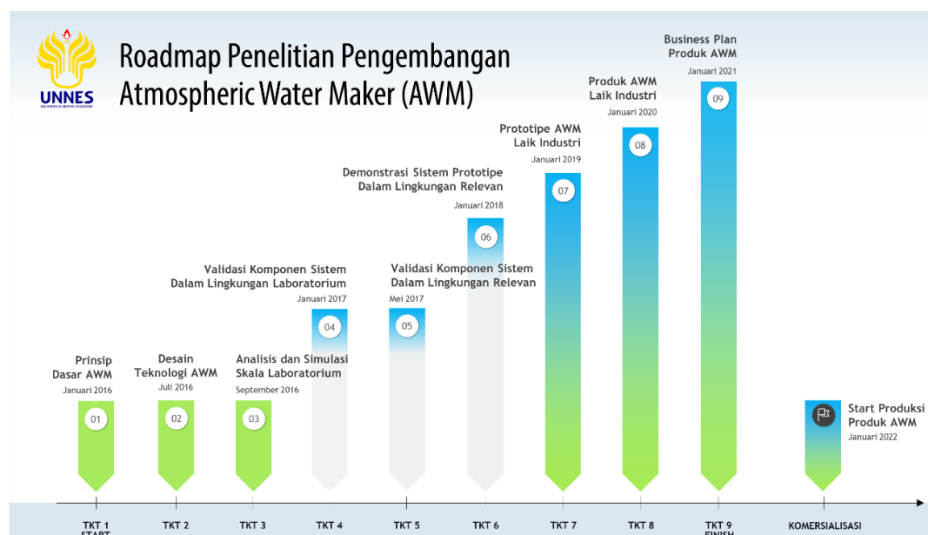 UNNES
Roadmap Penelitian Pengembangan
Atmospheric Water Maker (AWM)
Prinsip
Dasar AWM
Januari 2016
01
Desain
Teknologi AWM
Juli 2016
02
Analisis dan Simulasi
Skala Laboratorium
September 2016
03
Validasi Komponen Sistem
Dalam Lingkungan Laboratorium
Januari 2017
04
Validasi Komponen Sistem
Dalam Lingkungan Relevan
Mei 2017
05
Demonstrasi Sistem Prototipe
Dalam Lingkungan Relevan
Januari 2018
06
Prototipe AWM
Laik Industri
Januari 2019
07
Produk AWM
Laik Industri
Januari 2020
08
Business Plan
Produk AWM
Januari 2021
09
Start Produksi
Produk AWM
Januari 2022
TKT 1
START
TKT 2
TKT 3
TKT 4
TKT 5
TKT 6
TKT 7
TKT 8
TKT 9
FINISH
KOMERSIALISASI